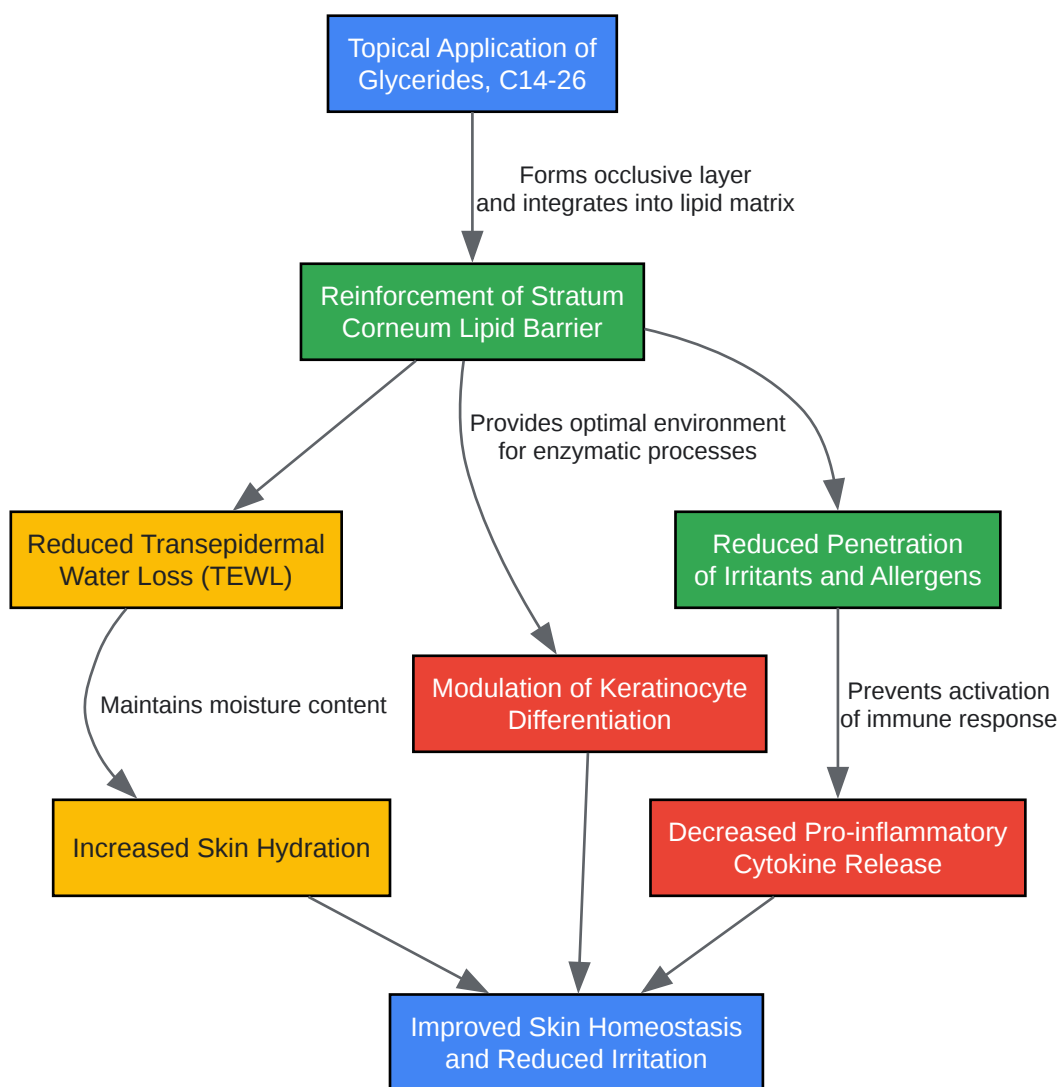 Topical Application of
Glycerides, C14-26
Forms occlusive layer
and integrates into lipid matrix
Reinforcement of Stratum
Corneum Lipid Barrier
Provides optimal environment
for enzymatic processes
Reduced Transepidermal
Water Loss (TEWL)
Reduced Penetration
of Irritants and Allergens
Maintains moisture content
Modulation of Keratinocyte
Differentiation
Prevents activation
of immune response
Increased Skin Hydration
Decreased Pro-inflammatory
Cytokine Release
Improved Skin Homeostasis
and Reduced Irritation